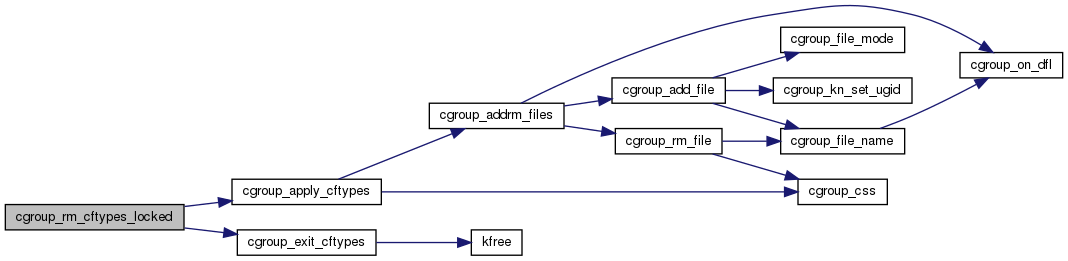 cgroup_rm_cftypes_locked
cgroup_apply_cftypes
cgroup_exit_cftypes
cgroup_addrm_files
kfree
cgroup_add_file
cgroup_rm_file
cgroup_file_mode
cgroup_kn_set_ugid
cgroup_file_name
cgroup_css
cgroup_on_dfl